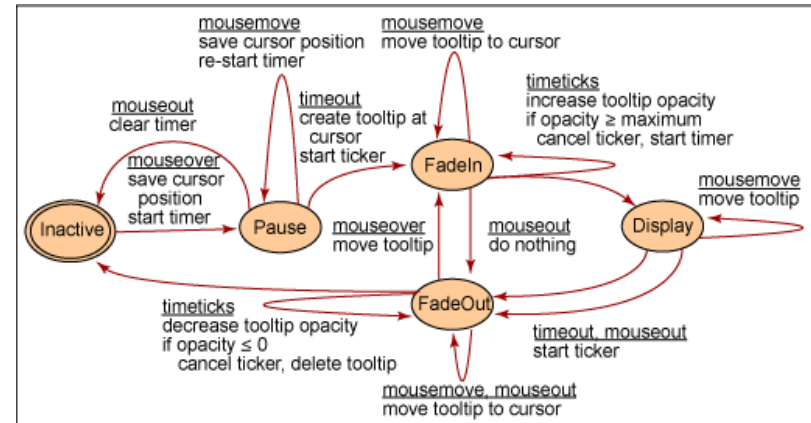 mousemove
save cursor position
re-start timer
mousemove
move tooltip to cursor
mouseout
clear timer
timeout
create tooltip at
cursor
start ticker
timeticks
increase tooltip opacity
if opacity ≥ maximum
cancel ticker, start timer
mouseover
save cursor
position
start timer
FadeIn
mousemove
move tooltip
Inactive
Pause
mouseover
move tooltip
mouseout
do nothing
Display
FadeOut
timeticks
decrease tooltip opacity
if opacity ≤ 0
cancel ticker, delete tooltip
timeout, mouseout
start ticker
mousemove, mouseout
move tooltip to cursor